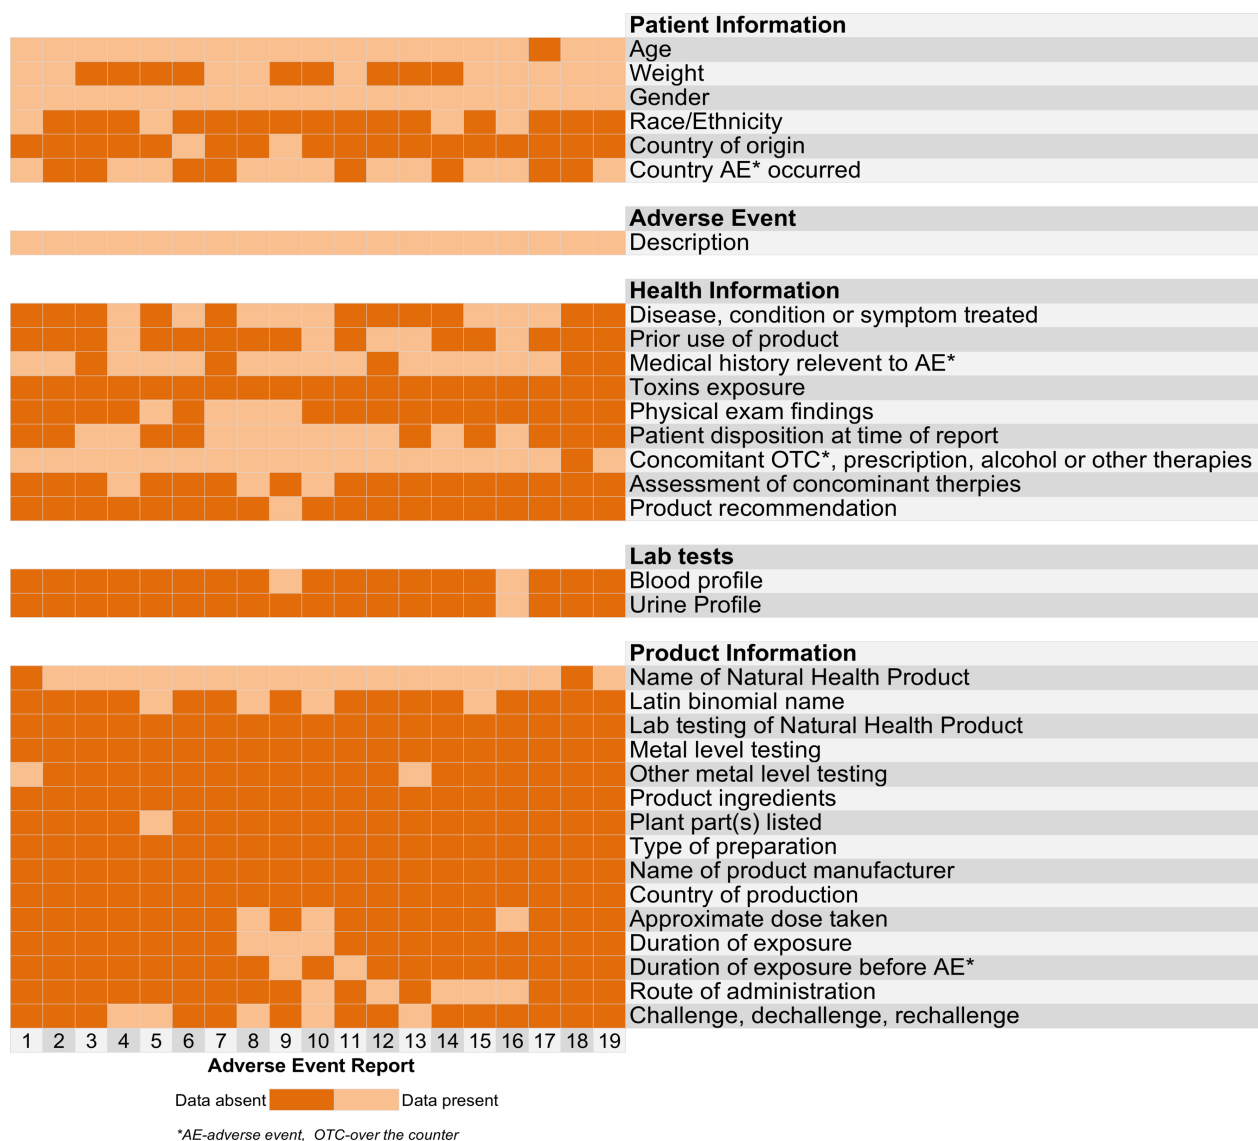 Patient Information
Age
Weight
Gender
Race/Ethnicity
Country of origin
Country AE* occurred
Adverse Event
Description
Health Information
Disease, condition or symptom treated
Prior use of product
Medical history relevent to AE*
Toxins exposure
Physical exam findings
Patient disposition at time of report
Concomitant OTC*, prescription, alcohol or other therapies
Assessment of concominant therpies
Product recommendation
Lab tests
Blood profile
Urine Profile
Product Information
Name of Natural Health Product
Latin binomial name
Lab testing of Natural Health Product
Metal level testing
Other metal level testing
Product ingredients
Plant part(s) listed
Type of preparation
Name of product manufacturer
Country of production
Approximate dose taken
Duration of exposure
Duration of exposure before AE*
Route of administration
Challenge, dechallenge, rechallenge
1 2 3 4 5 6 7 8 9 10 11 12 13 14 15 16 17 18 19
Adverse Event Report
Data absent Data present
*AE-adverse event, OTC-over the counter